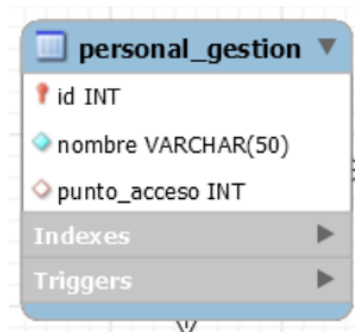 personal_gestion
id INT
nombre VARCHAR(50)
punto_acceso INT
Indexes
Triggers